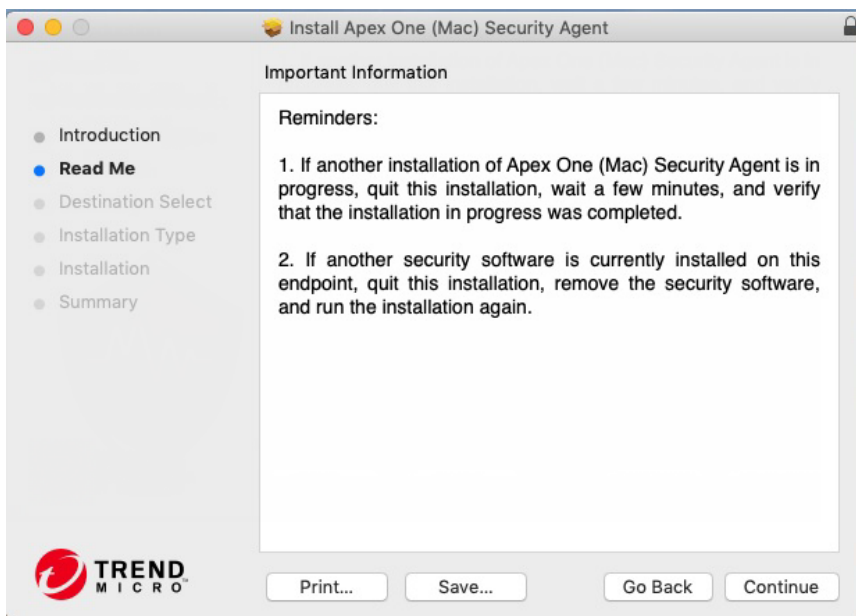 Install Apex One (Mac) Security Agent
Important Information
Introduction
Read Me
Destination Select
Installation Type
Installation
Summary
Reminders:
1. If another installation of Apex One (Mac) Security Agent is in
progress, quit this installation, wait a few minutes, and verify
that the installation in progress was completed.
2. If another security software is currently installed on this
endpoint, quit this installation, remove the security software,
and run the installation again.
TREND
MICRO™
Print...
Save...
Go Back
Continue